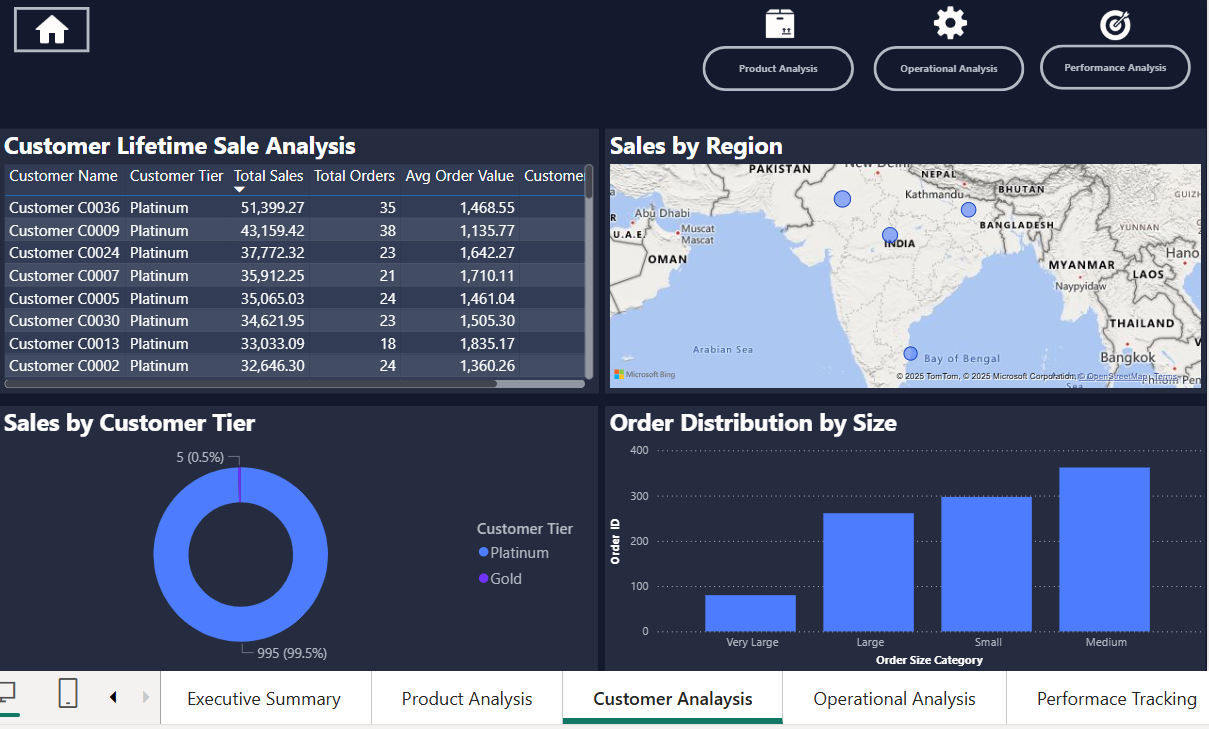 Product Analysis
Operational Analysis
Performance Analysis
Customer Lifetime Sale Analysis
Customer Name Customer Tier Total Sales Total Orders Avg Order Value Customer
Customer C0036 Platinum 51,399.27 35 1,468.55
Customer C0009 Platinum 43,159.42 38 1,135.77
Customer C0024 Platinum 37,772.32 23 1,642.27
Customer C0007 Platinum 35,912.25 21 1,710.11
Customer C0005 Platinum 35,065.03 24 1,461.04
Customer C0030 Platinum 34,621.95 23 1,505.30
Customer C0013 Platinum 33,033.09 18 1,835.17
Customer C0002 Platinum 32,646.30 24 1,360.26
Sales by Region
New Delhi
PAKISTAN
NEPAL
Kathmandu
BHUTAN
GUIZH
Abu Dhabi
U.A.E.
Muscat
Mascat
OMAN
INDIA
BANGLADESH
YUNNAN
Hano
MYANMAR
LAOS
Naypyidaw
THAILAND
Arabian Sea
Bay of Bengal
Bangkok
Microsoft Bing
© 2025 TomTom, © 2025 Microsoft Corporation, © OpenStreetMap Terms
Sea
Phnom Pen
Sales by Customer Tier
5 (0.5%)
995 (99.5%)
Customer Tier
Platinum
Gold
Order Distribution by Size
400
300
200
100
0
Order ID
Very Large Large Small Medium
Order Size Category
Executive Summary Product Analysis Customer Analaysis Operational Analysis Performace Tracking